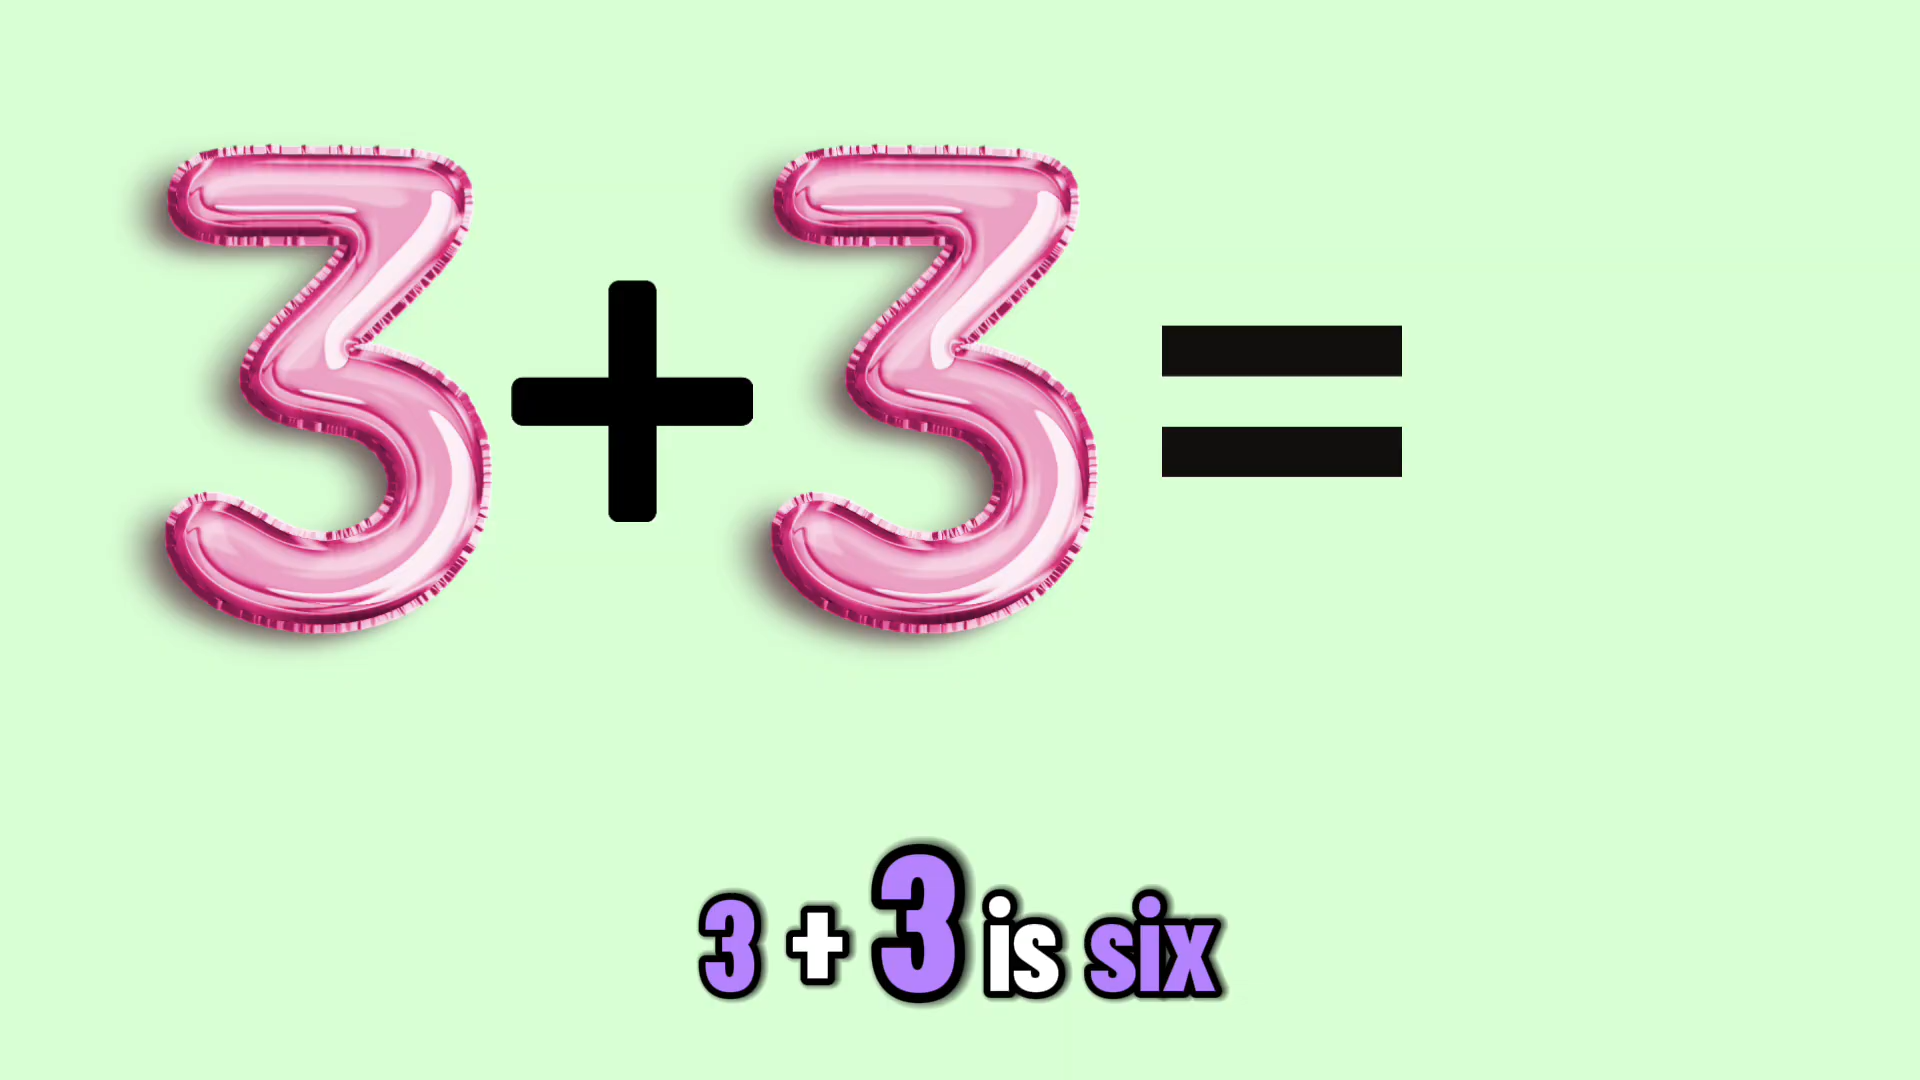 3+3=
3 + 3 is six